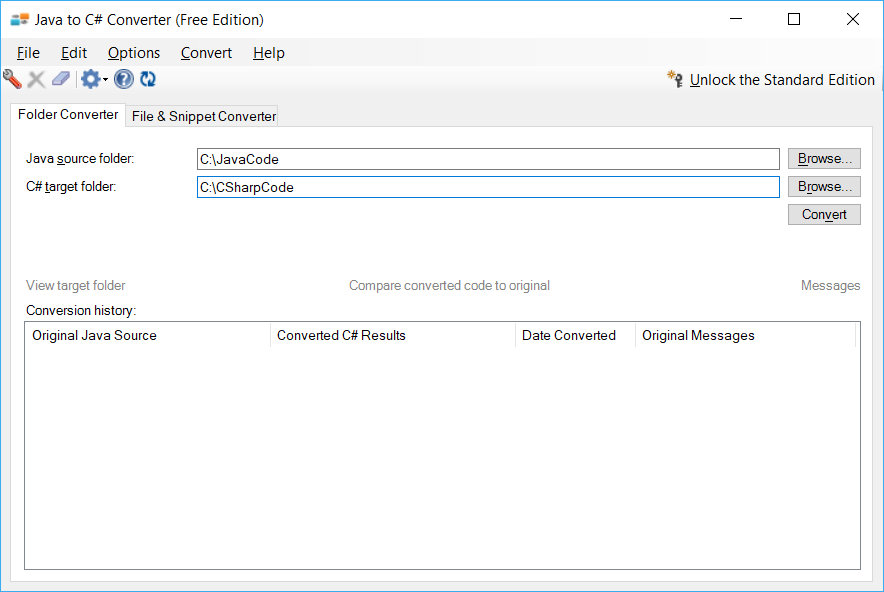 Java to C# Converter (Free Edition)
File Edit Options Convert Help
Unlock the Standard Edition
Folder Converter File & Snippet Converter
Java source folder: C:\JavaCode Browse...
C# target folder: C:\CSharpCode Browse...
Convert
View target folder Compare converted code to original Messages
Conversion history:
Original Java Source Converted C# Results Date Converted Original Messages